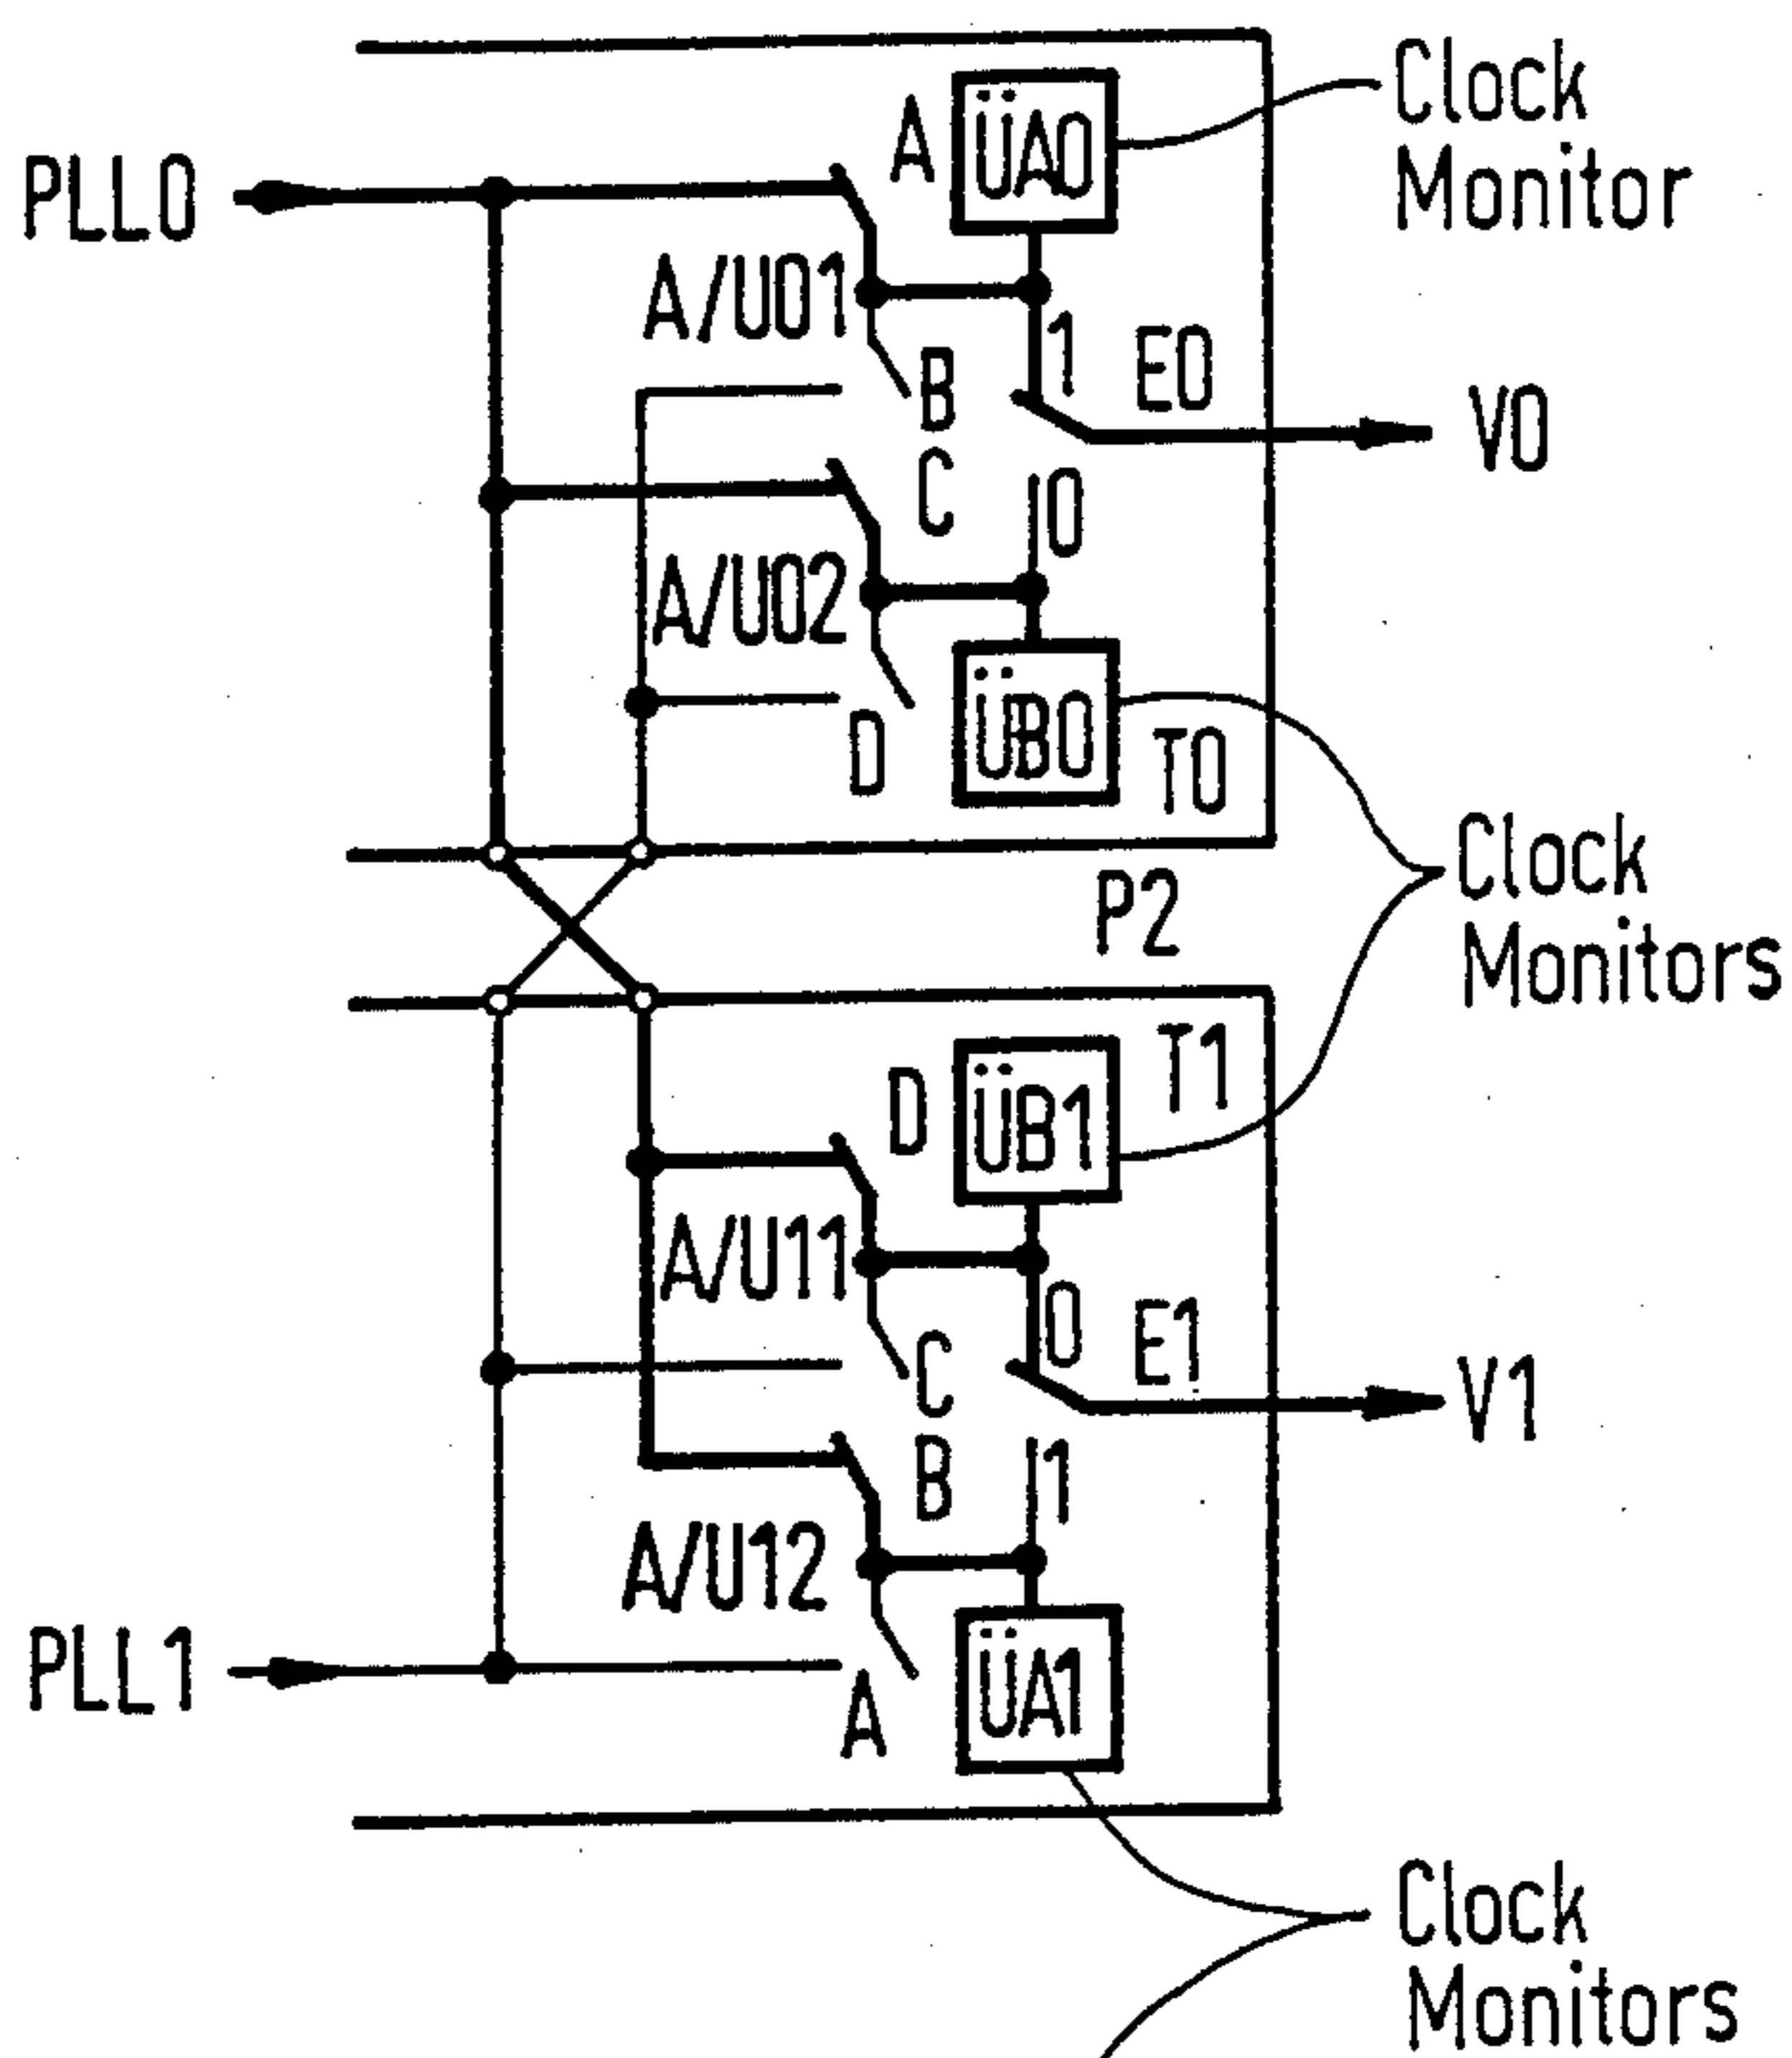 Clock
Monitor
A
ÜA0
PLL0
A/U01
1
E0
B
V0
C
0
A/U02
ÜB0
D
T0
Clock
Monitors
P2
T1
D
ÜB1
A/U11
0
E1
C
V1
B
1
A/U12
PLL1
ÜA1
A
Clock
Monitors